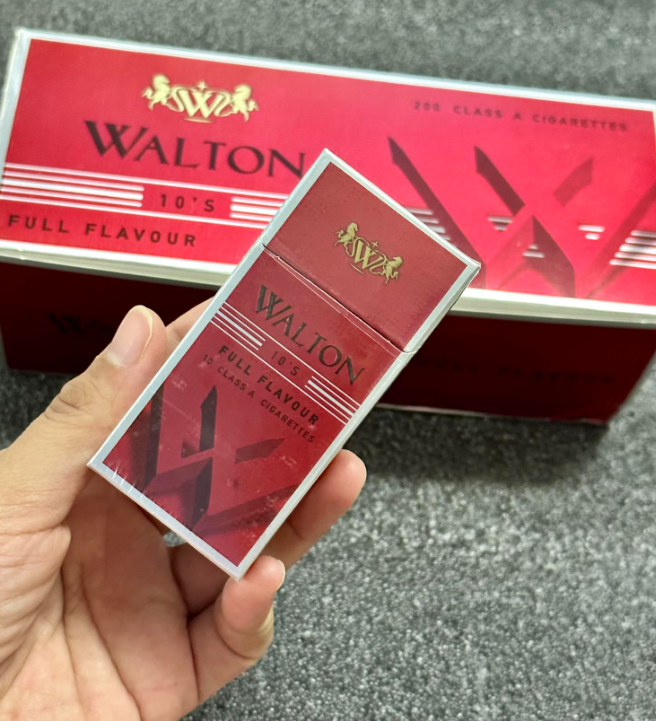 200 CLASS A CIGARETTES
WALTON
10'S
FULL FLAVOUR
WALTON
10'S
FULL FLAVOUR
10 CLASS A CIGARETTES